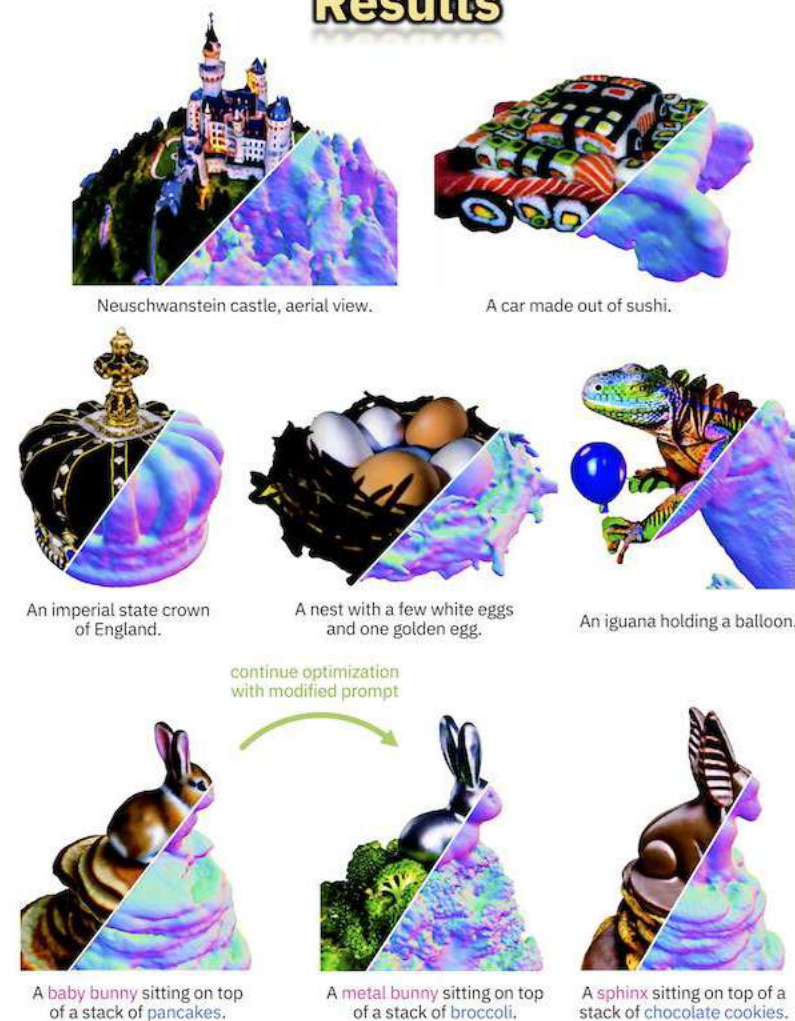 Results
Neuschwanstein castle, aerial view.
A car made out of sushi.
An imperial state crown
of England.
A nest with a few white eggs
and one golden egg.
An iguana holding a balloon.
continue optimization
with modified prompt
A baby bunny sitting on top
of a stack of pancakes.
A metal bunny sitting on top
of a stack of broccoli.
A sphinx sitting on top of a
stack of chocolate cookies.